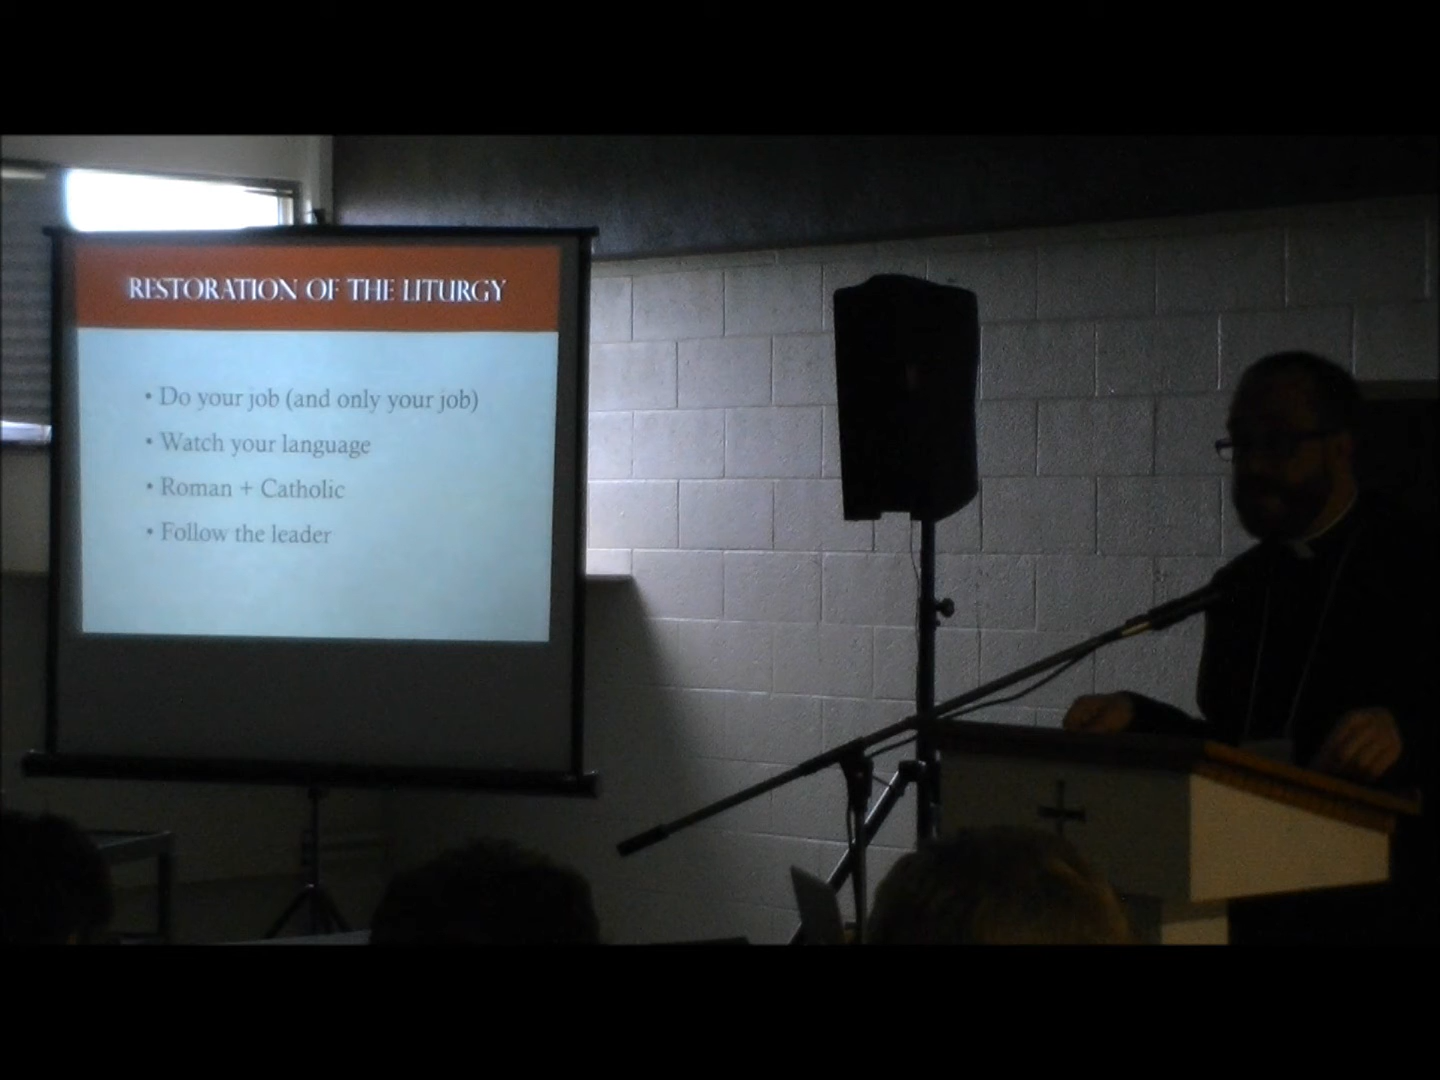 RESTORATION OF THE LITURGY
• Do your job (and only your job)
• Watch your language
• Roman + Catholic
• Follow the leader